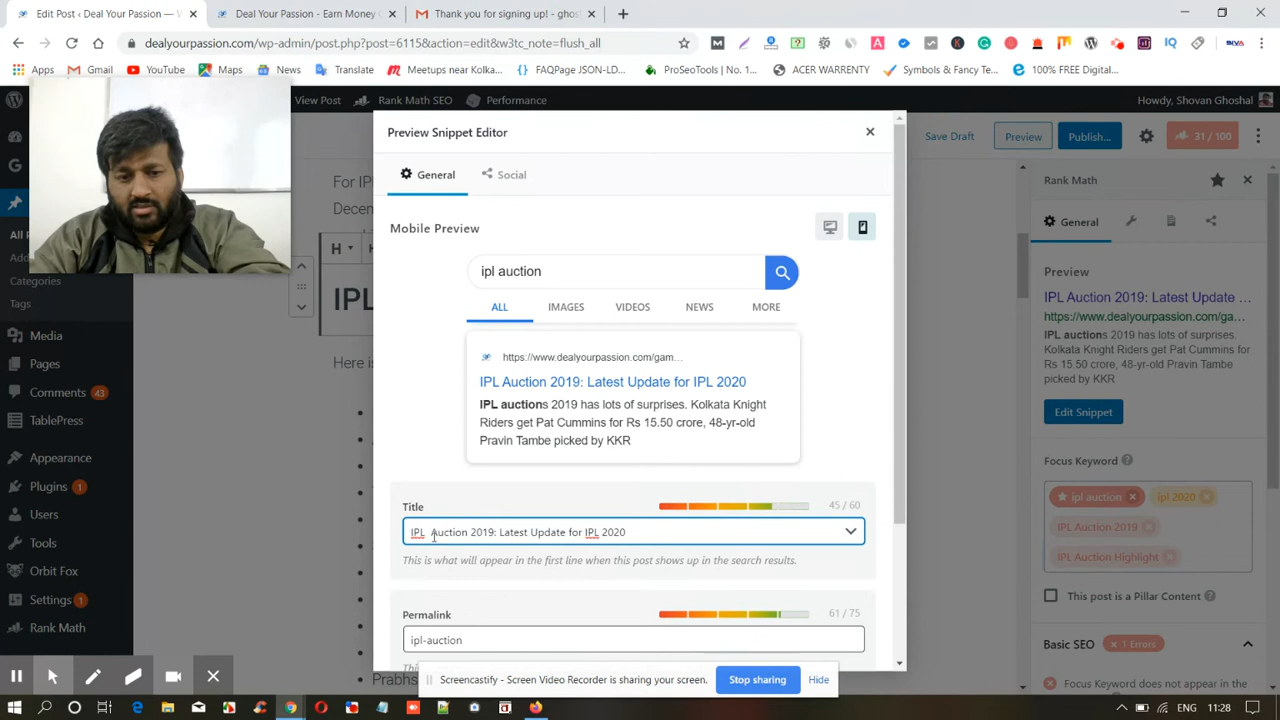 Edit Post ‹ Deal Your Passion —
Deal Your Passion - Earn Money
Thank you for signing up! - ghos
dealyourpassion.com/wp-admin/post.php?post=6115&action=edit&w3tc_note=flush_all
Apps
Gmail
YouTube
Maps
News
Translate
Meetups near Kolka...
FAQPage JSON-LD...
ProSeoTools | No. 1...
ACER WARRENTY
Symbols & Fancy Te...
100% FREE Digital...
View Post
Rank Math SEO
Performance
Howdy, Shovan Ghoshal
Save Draft
Preview
Publish...
31 / 100
All P
Add
Categories
Tags
Media
Pages
Comments 43
TablePress
Appearance
Plugins 1
Users
Tools
Orbit Fox
Settings 1
Rank Math
For IP
Decem
H
IPL
Here is
Prabhs
Preview Snippet Editor
General
Social
Mobile Preview
ipl auction
ALL
IMAGES
VIDEOS
NEWS
MORE
https://www.dealyourpassion.com/gam...
IPL Auction 2019: Latest Update for IPL 2020
IPL auctions 2019 has lots of surprises. Kolkata Knight
Riders get Pat Cummins for Rs 15.50 crore, 48-yr-old
Pravin Tambe picked by KKR
Title
45 / 60
IPL Auction 2019: Latest Update for IPL 2020
This is what will appear in the first line when this post shows up in the search results.
Permalink
61 / 75
ipl-auction
Screencastify - Screen Video Recorder is sharing your screen.
Stop sharing
Hide
Rank Math
General
Preview
IPL Auction 2019: Latest Update ...
https://www.dealyourpassion.com/ga...
IPL auctions 2019 has lots of surprises.
Kolkata Knight Riders get Pat Cummins for
Rs 15.50 crore, 48-yr-old Pravin Tambe
picked by KKR
Edit Snippet
Focus Keyword
ipl auction
ipl 2020
IPL Auction 2019
IPL Auction Highlight
This post is a Pillar Content
Basic SEO
1 Errors
Focus Keyword does not appear in the
ENG
11:28